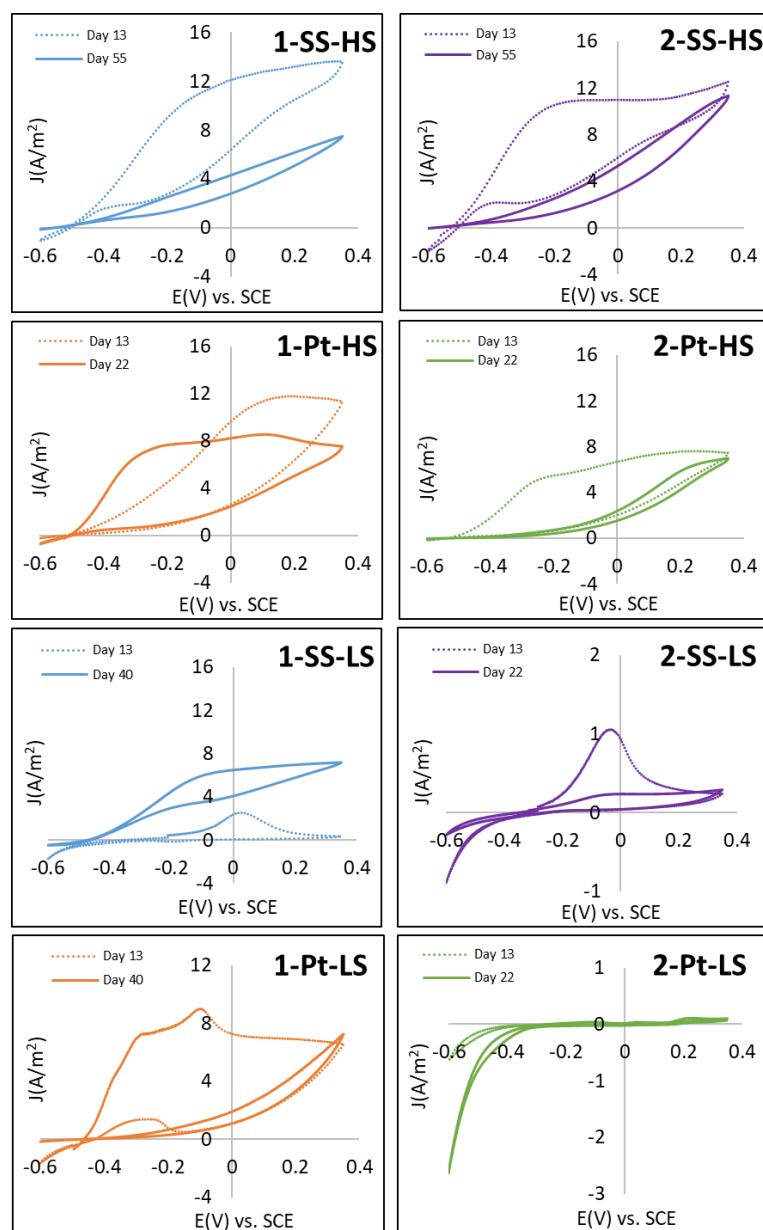 1-SS-HS
Day 13
Day 55
J(A/m²)
16
12
8
4
0
-4
-0.6
-0.4
-0.2
0
0.2
0.4
E(V) vs. SCE
2-SS-HS
Day 13
Day 55
J(A/m²)
16
12
8
4
0
-4
-0.6
-0.4
-0.2
0
0.2
0.4
E(V) vs. SCE
1-Pt-HS
Day 13
Day 22
J(A/m²)
16
12
8
4
0
-4
-0.6
-0.4
-0.2
0
0.2
0.4
E(V) vs. SCE
2-Pt-HS
Day 13
Day 22
J(A/m²)
16
12
8
4
0
-4
-0.6
-0.4
-0.2
0
0.2
0.4
E(V) vs. SCE
1-SS-LS
Day 13
Day 40
J(A/m²)
16
12
8
4
0
-4
-0.6
-0.4
-0.2
0
0.2
0.4
E(V) vs. SCE
2-SS-LS
Day 13
Day 22
J(A/m²)
2
1
0
-1
-0.6
-0.4
-0.2
0
0.2
0.4
E(V) vs. SCE
1-Pt-LS
Day 13
Day 40
J(A/m²)
12
8
4
0
-4
-0.6
-0.4
-0.2
0
0.2
0.4
E(V) vs. SCE
2-Pt-LS
Day 13
Day 22
J(A/m²)
1
0
-1
-2
-3
-0.6
-0.4
-0.2
0
0.2
0.4
E(V) vs. SCE